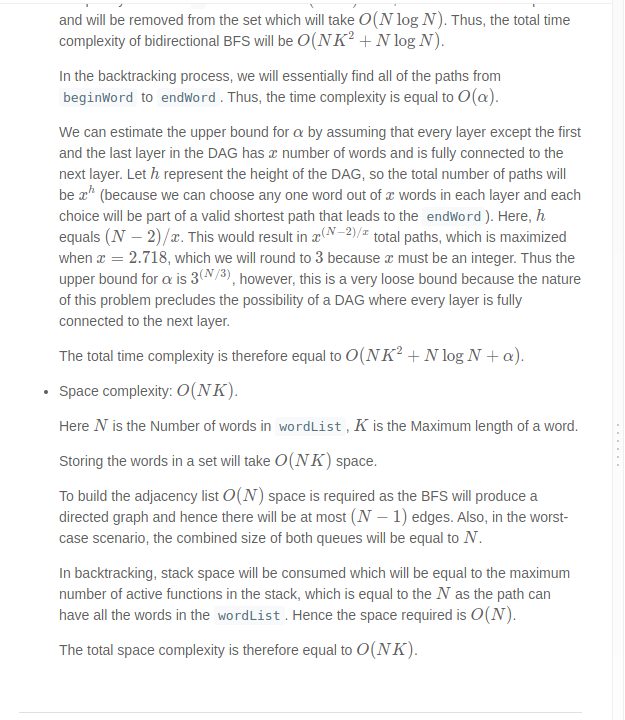 and will be removed from the set which will take O(N log N). Thus, the total time
complexity of bidirectional BFS will be O(NK² + N log N).
In the backtracking process, we will essentially find all of the paths from
beginWord to endWord. Thus, the time complexity is equal to O(α).
We can estimate the upper bound for α by assuming that every layer except the first
and the last layer in the DAG has x number of words and is fully connected to the
next layer. Let h represent the height of the DAG, so the total number of paths will
be x^h (because we can choose any one word out of x words in each layer and each
choice will be part of a valid shortest path that leads to the endWord). Here, h
equals (N − 2)/x. This would result in x^(N−2)/x total paths, which is maximized
when x = 2.718, which we will round to 3 because x must be an integer. Thus the
upper bound for α is 3^(N/3), however, this is a very loose bound because the nature
of this problem precludes the possibility of a DAG where every layer is fully
connected to the next layer.
The total time complexity is therefore equal to O(NK² + N log N + α).
• Space complexity: O(NK).
Here N is the Number of words in wordList, K is the Maximum length of a word.
Storing the words in a set will take O(NK) space.
To build the adjacency list O(N) space is required as the BFS will produce a
directed graph and hence there will be at most (N − 1) edges. Also, in the worst-
case scenario, the combined size of both queues will be equal to N.
In backtracking, stack space will be consumed which will be equal to the maximum
number of active functions in the stack, which is equal to the N as the path can
have all the words in the wordList. Hence the space required is O(N).
The total space complexity is therefore equal to O(NK).